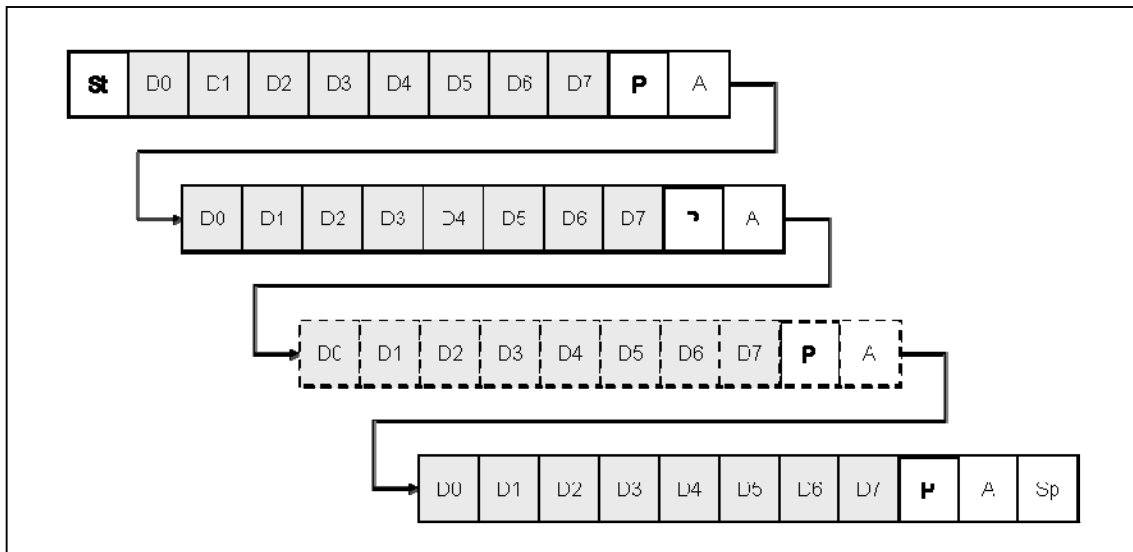 St D0 D1 D2 D3 D4 D5 D6 D7 P A
D0 D1 D2 D3 D4 D5 D6 D7 A
D0 D1 D2 D3 D4 D5 D6 D7 P A
D0 D1 D2 D3 D4 D5 D6 D7 P A Sp